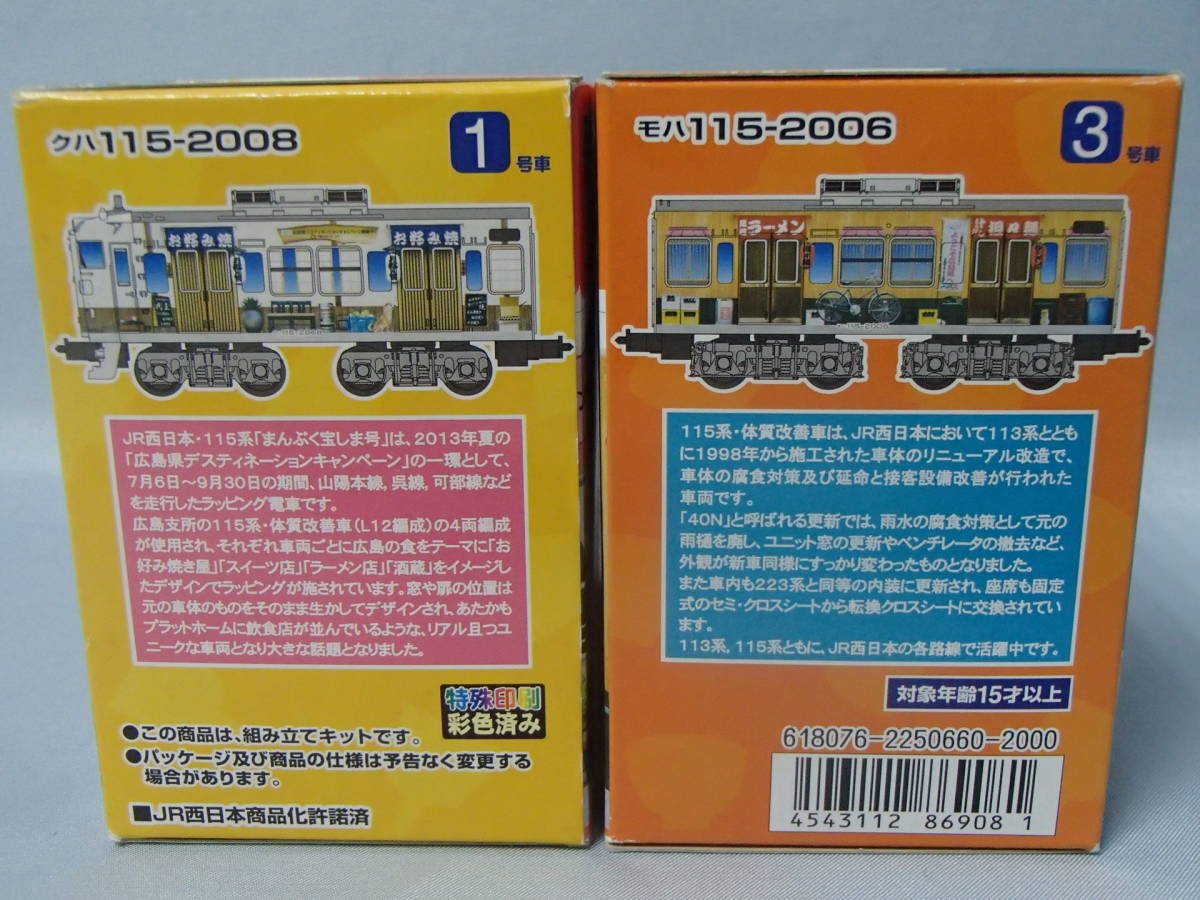 クハ115-2008
1号車
お好み焼
お好み焼
115-2008
JR西日本・115系「まんぷく宝しま号」は、2013年夏の
「広島県デスティネーションキャンペーン」の一環として、
7月6日〜9月30日の期間、山陽本線,呉線,可部線など
を走行したラッピング電車です。
広島支所の115系・体質改善車(L12編成)の4両編成
が使用され、それぞれ車両ごとに広島の食をテーマに「お
好み焼き屋」「スイーツ店」「ラーメン店」「酒蔵」をイメージし
たデザインでラッピングが施されています。窓や扉の位置は
元の車体のものをそのまま生かしてデザインされ、あたかも
プラットホームに飲食店が並んでいるような、リアル且つユ
ニークな車両となり大きな話題となりました。
特殊印刷
彩色済み
●この商品は、組み立てキットです。
●パッケージ及び商品の仕様は予告なく変更する
場合があります。
■JR西日本商品化許諾済
モハ115-2006
3号車
ラーメン
担々麺
115-2006
115系・体質改善車は、JR西日本において113系ととも
に1998年から施工された車体のリニューアル改造で、
車体の腐食対策及び延命と接客設備改善が行われた
車両です。
「40N」と呼ばれる更新では、雨水の腐食対策として元の
雨樋を廃し、ユニット窓の更新やベンチレータの撤去など、
外観が新車同様にすっかり変わったものとなりました。
また車内も223系と同等の内装に更新され、座席も固定
式のセミ・クロスシートから転換クロスシートに交換されてい
ます。
113系,115系ともに、JR西日本の各路線で活躍中です。
対象年齢15才以上
618076-2250660-2000
4543112 869081